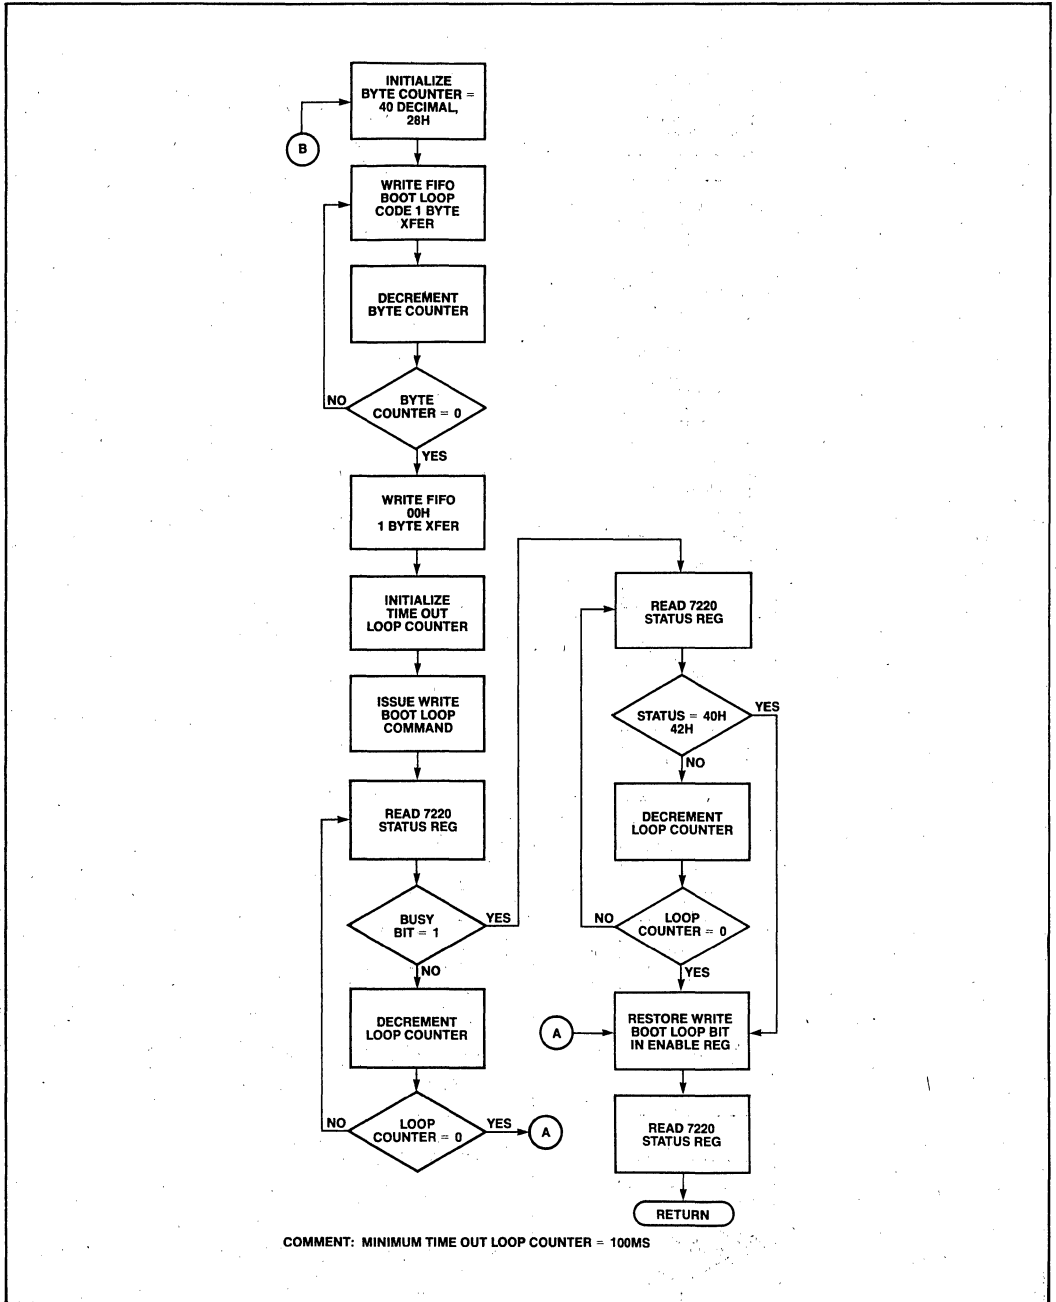 INITIALIZE
BYTE COUNTER =
40 DECIMAL,
28H
B
WRITE FIFO
BOOT LOOP
CODE 1 BYTE
XFER
DECREMENT
BYTE COUNTER
BYTE
COUNTER = 0
NO
YES
WRITE FIFO
00H
1 BYTE XFER
INITIALIZE
TIME OUT
LOOP COUNTER
ISSUE WRITE
BOOT LOOP
COMMAND
READ 7220
STATUS REG
BUSY
BIT = 1
YES
NO
DECREMENT
LOOP COUNTER
LOOP
COUNTER = 0
NO
YES
A
READ 7220
STATUS REG
STATUS = 40H
42H
YES
NO
DECREMENT
LOOP COUNTER
LOOP
COUNTER = 0
NO
YES
A
RESTORE WRITE
BOOT LOOP BIT
IN ENABLE REG
READ 7220
STATUS REG
RETURN
COMMENT: MINIMUM TIME OUT LOOP COUNTER = 100MS